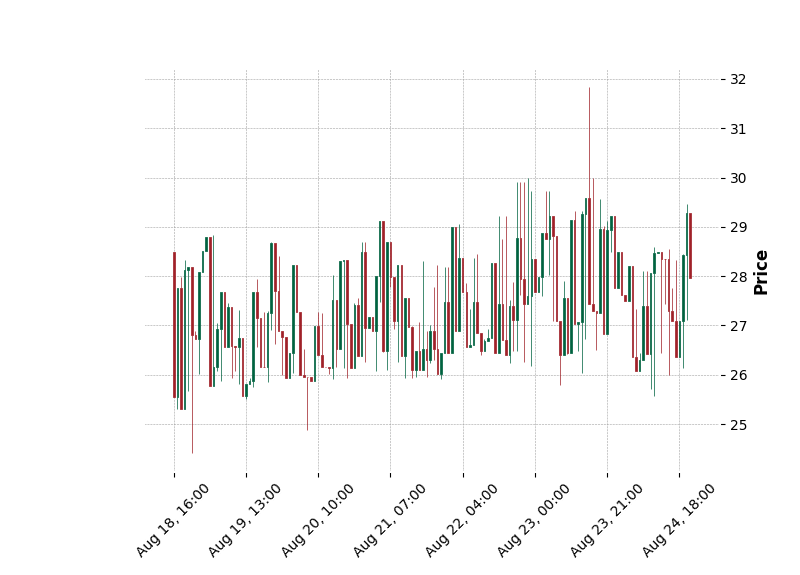 32
31
30
29
28
27
26
25
Price
Aug 18, 16:00
Aug 19, 13:00
Aug 20, 10:00
Aug 21, 07:00
Aug 22, 04:00
Aug 23, 00:00
Aug 23, 21:00
Aug 24, 18:00